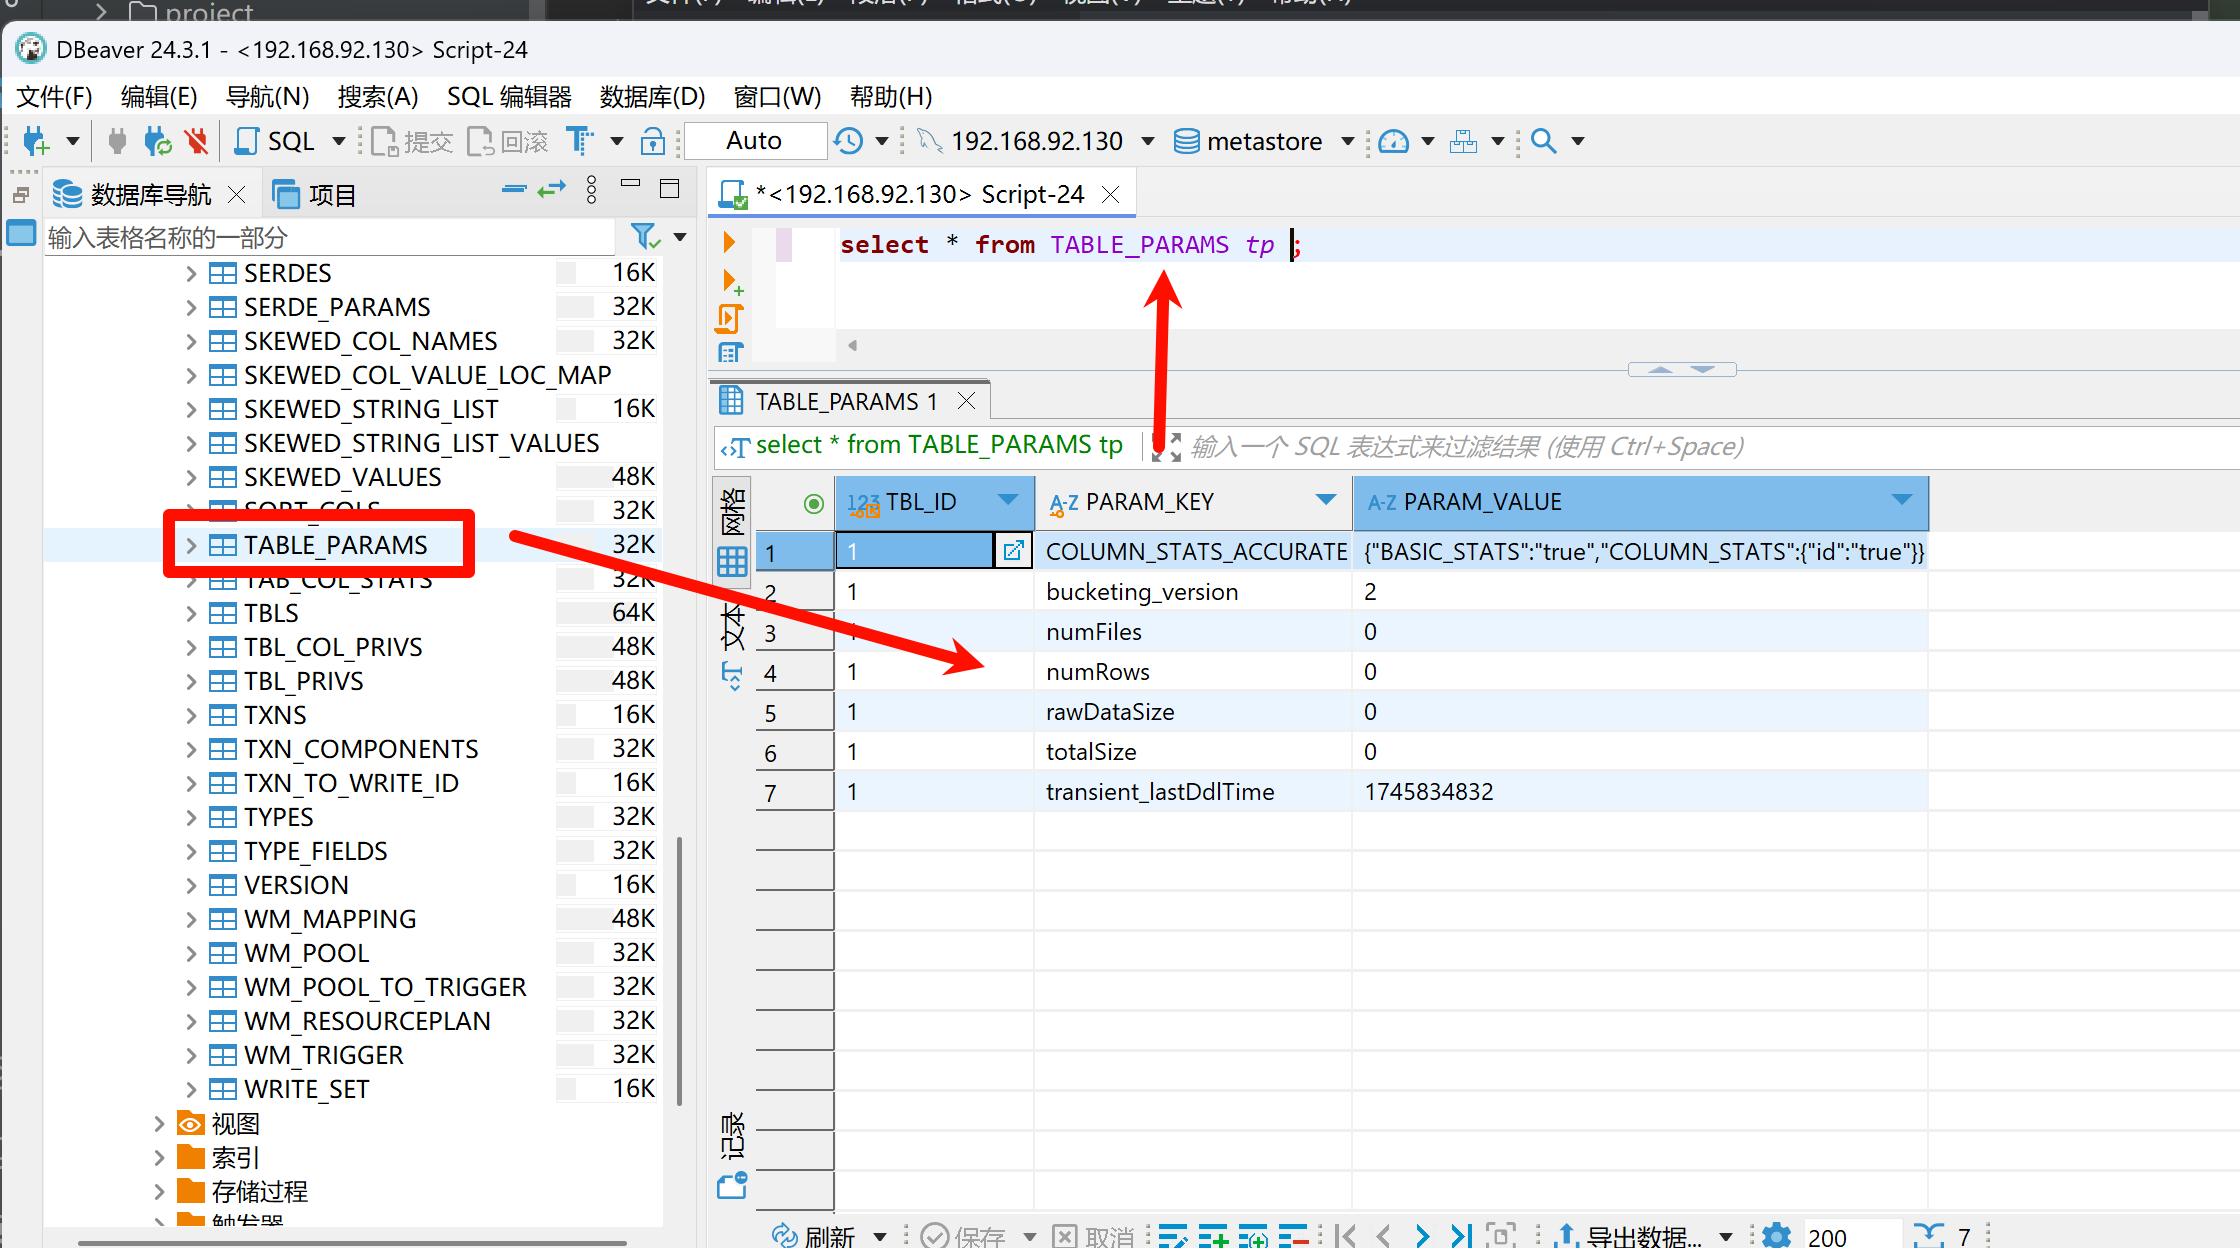 project
DBeaver 24.3.1 - <192.168.92.130> Script-24
文件(F) 编辑(E) 导航(N) 搜索(A) SQL 编辑器 数据库(D) 窗口(W) 帮助(H)
SQL 提交 回滚 Auto 192.168.92.130 metastore
数据库导航 项目
输入表格名称的一部分
SERDES 16K
SERDE_PARAMS 32K
SKEWED_COL_NAMES 32K
SKEWED_COL_VALUE_LOC_MAP
SKEWED_STRING_LIST 16K
SKEWED_STRING_LIST_VALUES
SKEWED_VALUES 48K
SORT_COLS 32K
TABLE_PARAMS 32K
TAB_COL_STATS 32K
TBLS 64K
TBL_COL_PRIVS 48K
TBL_PRIVS 48K
TXNS 16K
TXN_COMPONENTS 32K
TXN_TO_WRITE_ID 16K
TYPES 32K
TYPE_FIELDS 32K
VERSION 16K
WM_MAPPING 48K
WM_POOL 32K
WM_POOL_TO_TRIGGER 32K
WM_RESOURCEPLAN 32K
WM_TRIGGER 32K
WRITE_SET 16K
视图
索引
存储过程
触发器
*<192.168.92.130> Script-24
select * from TABLE_PARAMS tp ;
TABLE_PARAMS 1
select * from TABLE_PARAMS tp 输入一个 SQL 表达式来过滤结果 (使用 Ctrl+Space)
网格
文本
记录
123 TBL_ID A-Z PARAM_KEY A-Z PARAM_VALUE
1 1 COLUMN_STATS_ACCURATE {"BASIC_STATS":"true","COLUMN_STATS":{"id":"true"}}
2 1 bucketing_version 2
3 1 numFiles 0
4 1 numRows 0
5 1 rawDataSize 0
6 1 totalSize 0
7 1 transient_lastDdlTime 1745834832
刷新 保存 取消 导出数据... 200 7